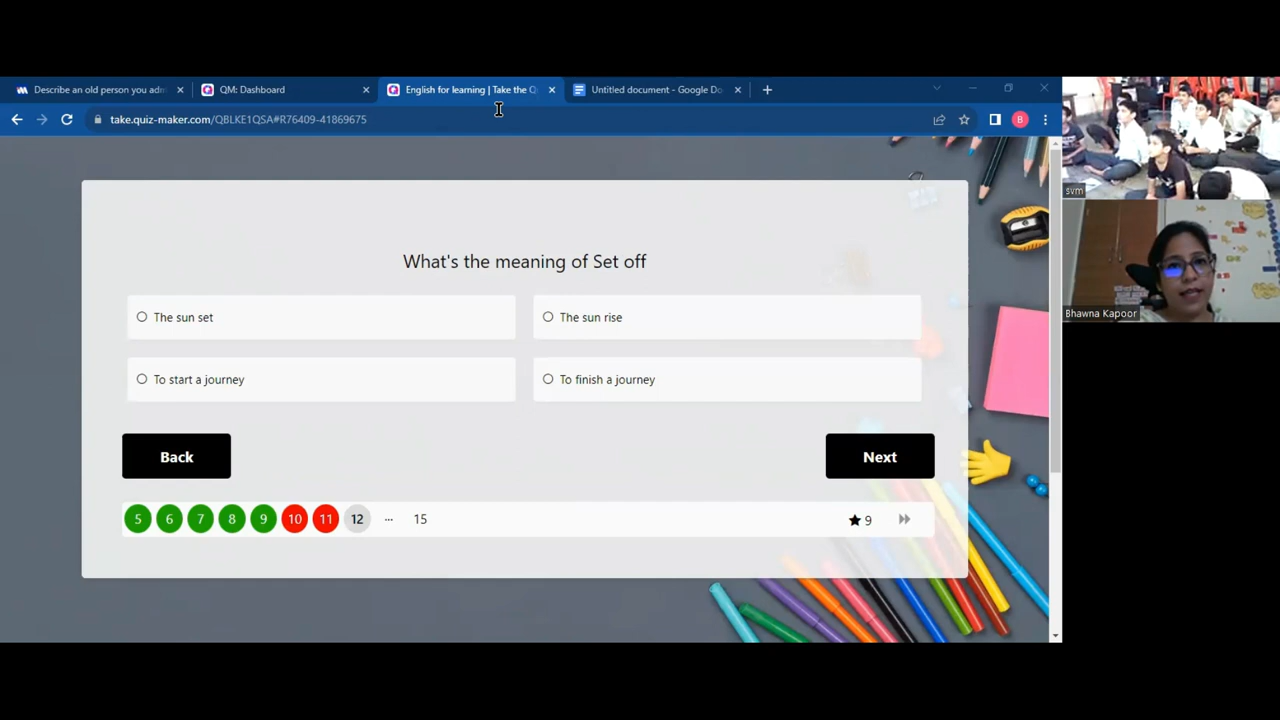 Describe an old person you adm
QM: Dashboard
English for learning | Take the Q
Untitled document - Google Do
take.quiz-maker.com/QBLKE1QSA#R76409-41869675
B
svm
Bhawna Kapoor
What's the meaning of Set off
The sun set
The sun rise
To start a journey
To finish a journey
Back
Next
5 6 7 8 9 10 11 12 ... 15
9